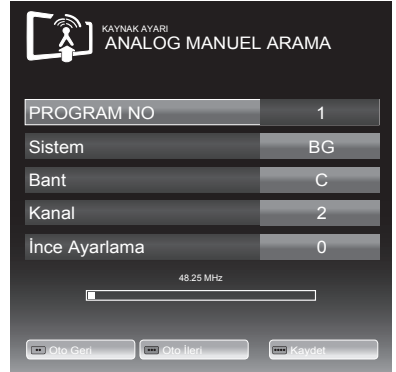 KAYNAK AYARI
ANALOG MANUEL ARAMA
PROGRAM NO 1
Sistem BG
Bant C
Kanal 2
İnce Ayarlama 0
48.25 MHz
Oto Geri Oto İleri Kaydet